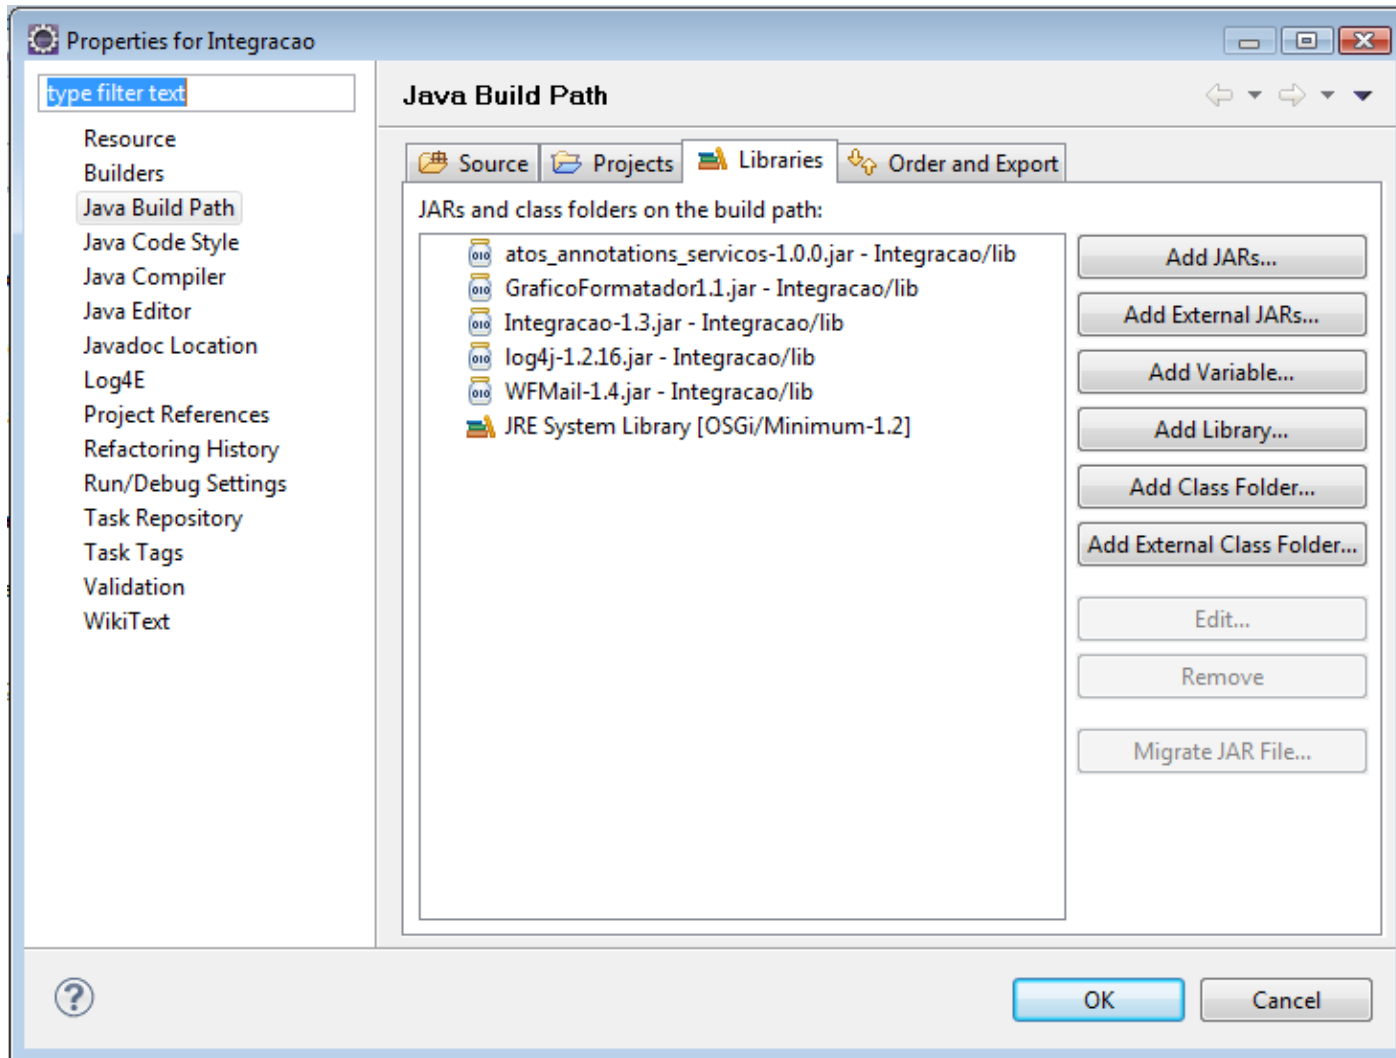 Properties for Integracao
type filter text
Resource
Builders
Java Build Path
Java Code Style
Java Compiler
Java Editor
Javadoc Location
Log4E
Project References
Refactoring History
Run/Debug Settings
Task Repository
Task Tags
Validation
WikiText
Java Build Path
Source
Projects
Libraries
Order and Export
JARs and class folders on the build path:
atos_annotations_servicos-1.0.0.jar - Integracao/lib
GraficoFormatador1.1.jar - Integracao/lib
Integracao-1.3.jar - Integracao/lib
log4j-1.2.16.jar - Integracao/lib
WFMail-1.4.jar - Integracao/lib
JRE System Library [OSGi/Minimum-1.2]
Add JARs...
Add External JARs...
Add Variable...
Add Library...
Add Class Folder...
Add External Class Folder...
Edit...
Remove
Migrate JAR File...
OK
Cancel